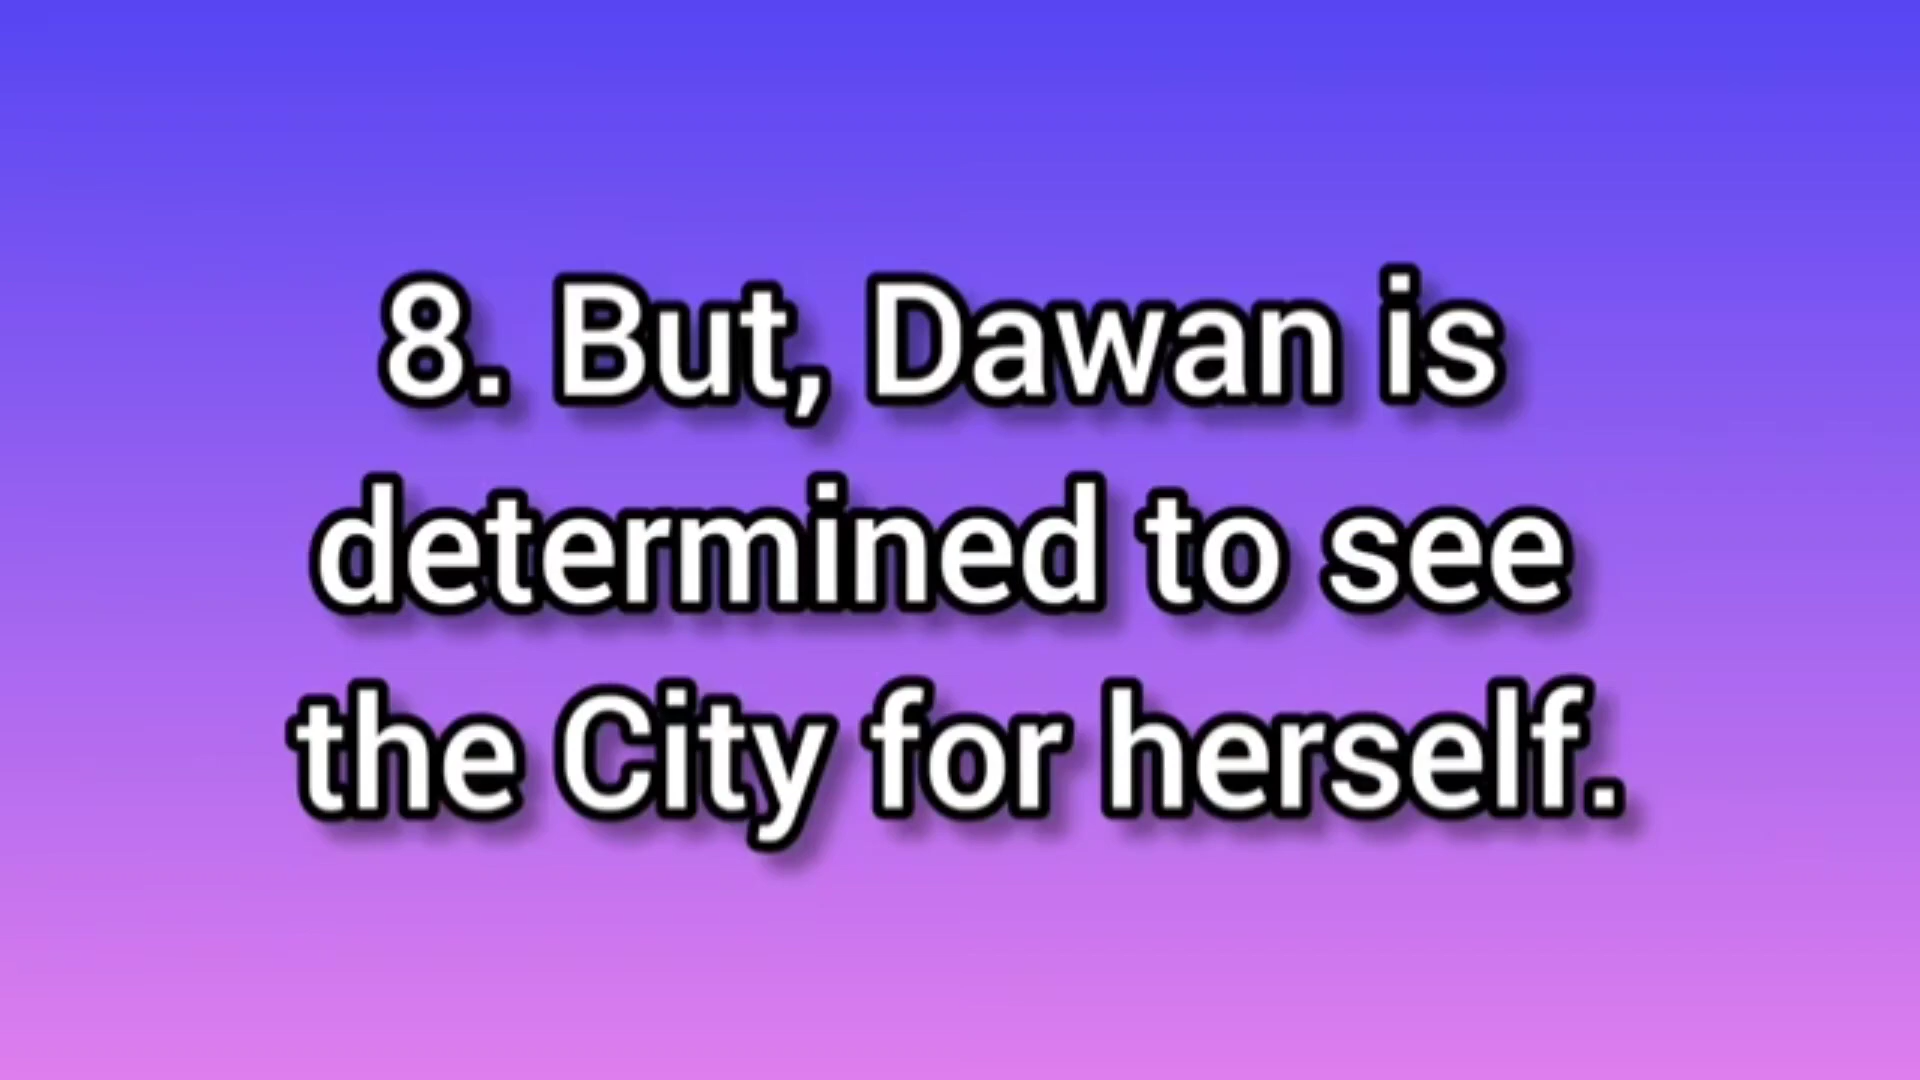 8. But, Dawan is
determined to see
the City for herself.